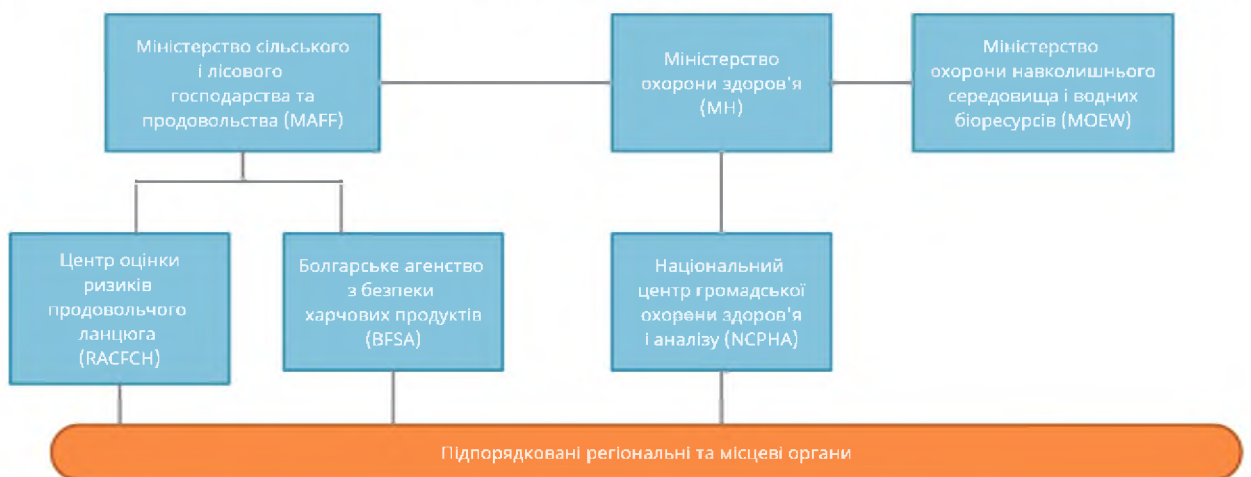 Міністерство сільського
і лісового
господарства та
продовольства (MAFF)
Міністерство
охорони здоров'я
(МН)
Міністерство
охорони навколишнього
середовища і водних
біоресурсів (MOEW)
Центр оцінки
ризиків
продовольчого
ланцюга
(RACFCH)
Болгарське агенство
з безпеки
харчових продуктів
(BFSA)
Національний
центр громадської
охорени здоров'я
і аналізу (NCPHA)
Підпорядковані регіональні та місцеві органи